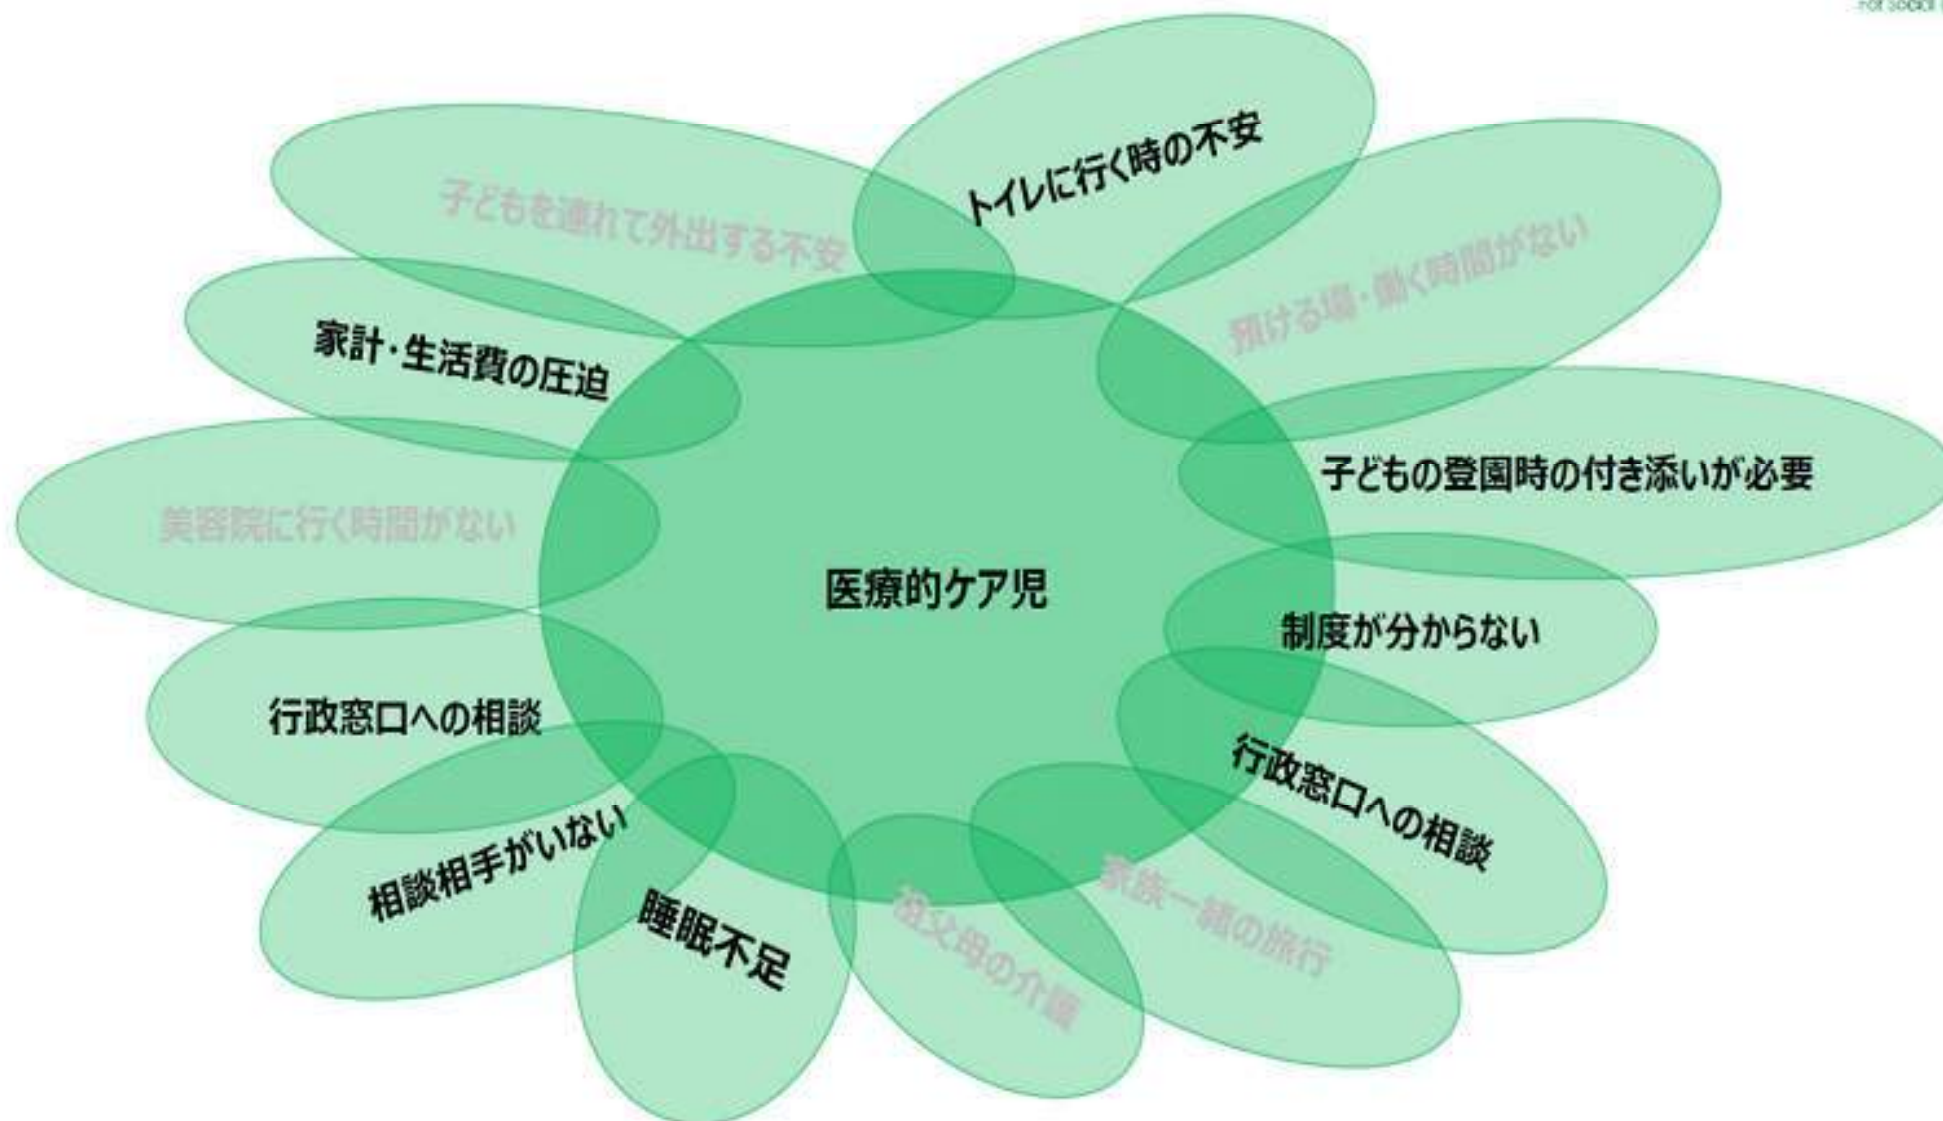 トイレに行く時の不安
子どもを連れて外出する不安
預ける場・働く時間がない
家計・生活費の圧迫
子どもの登園時の付き添いが必要
美容院に行く時間がない
医療的ケア児
制度が分からない
行政窓口への相談
行政窓口への相談
相談相手がいない
睡眠不足
祖父母の介護
家族一緒の旅行